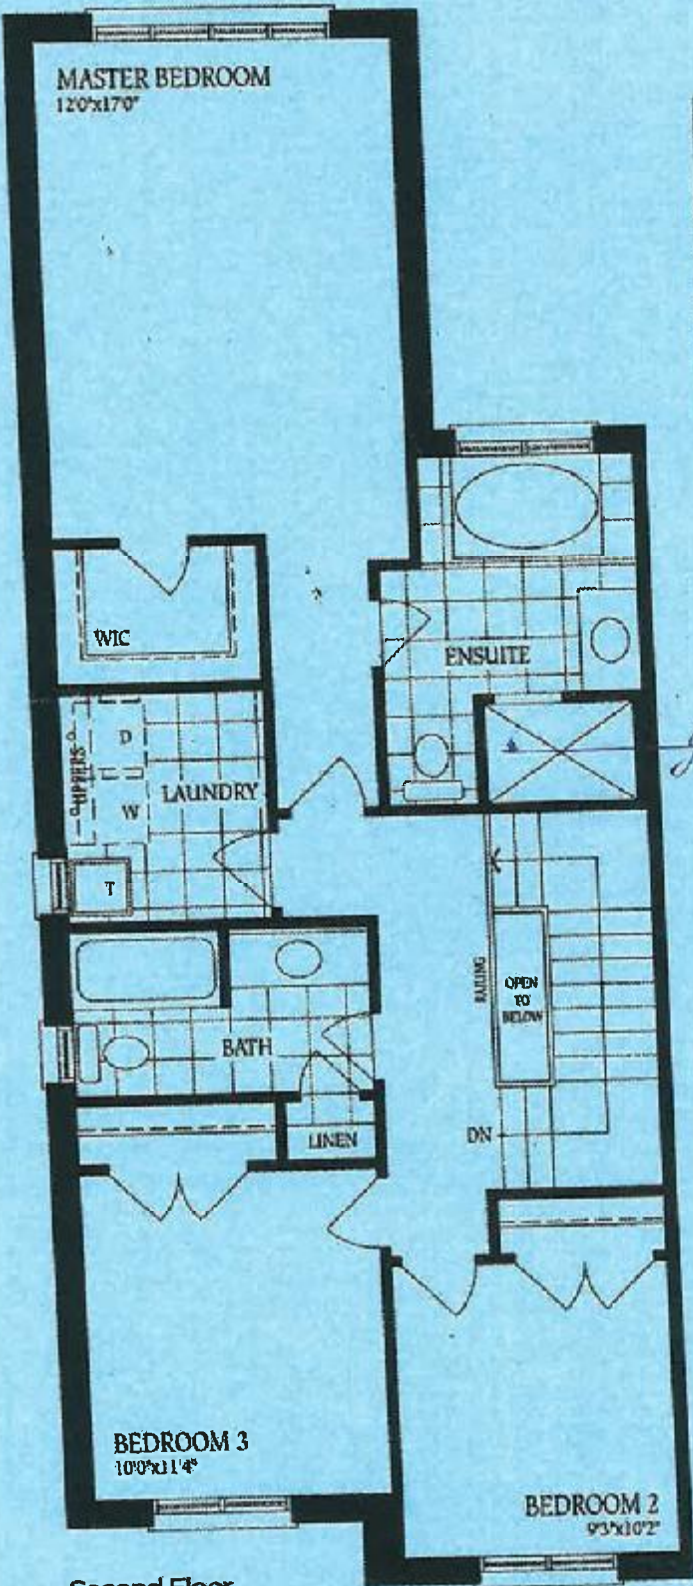 MASTER BEDROOM
12'0"x17'0"
WIC
ENSUITE
UPPERS
D
W
LAUNDRY
T
RAILING
OPEN
TO
BELOW
BATH
LINEN
DN
BEDROOM 3
10'0"x11'4"
BEDROOM 2
9'3"x10'2"
Second Floor